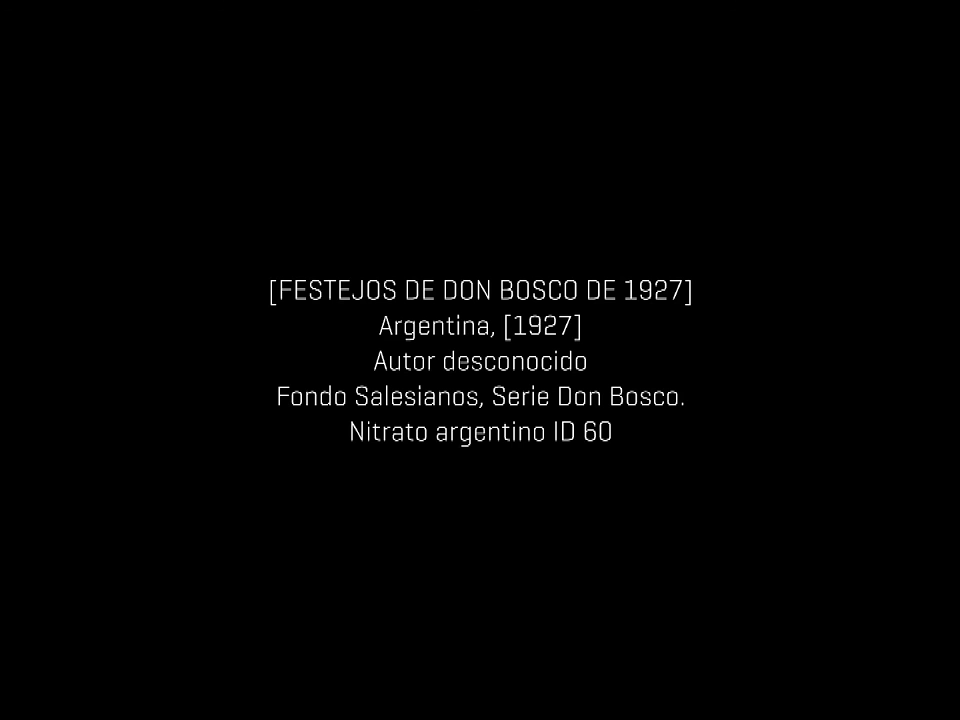 [FESTEJOS DE DON BOSCO DE 1927]
Argentina, [1927]
Autor desconocido
Fondo Salesianos, Serie Don Bosco.
Nitrato argentino ID 60